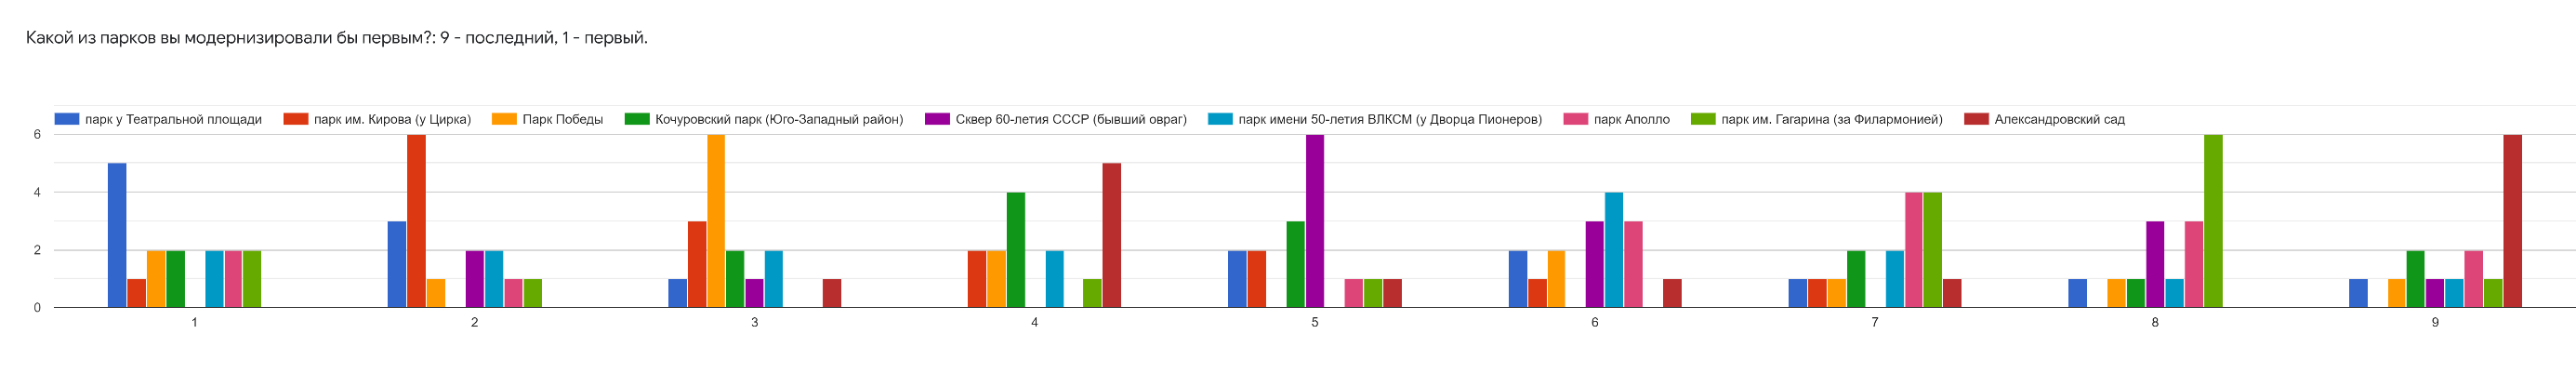 Какой из парков вы модернизировали бы первым?: 9 - последний, 1 - первый.
парк у Театральной площади парк им. Кирова (у Цирка) Парк Победы Кочуровский парк (Юго-Западный район) Сквер 60-летия СССР (бывший овраг) парк имени 50-летия ВЛКСМ (у Дворца Пионеров) парк Аполло парк им. Гагарина (за Филармонией) Александровский сад
6
4
2
0
1 2 3 4 5 6 7 8 9